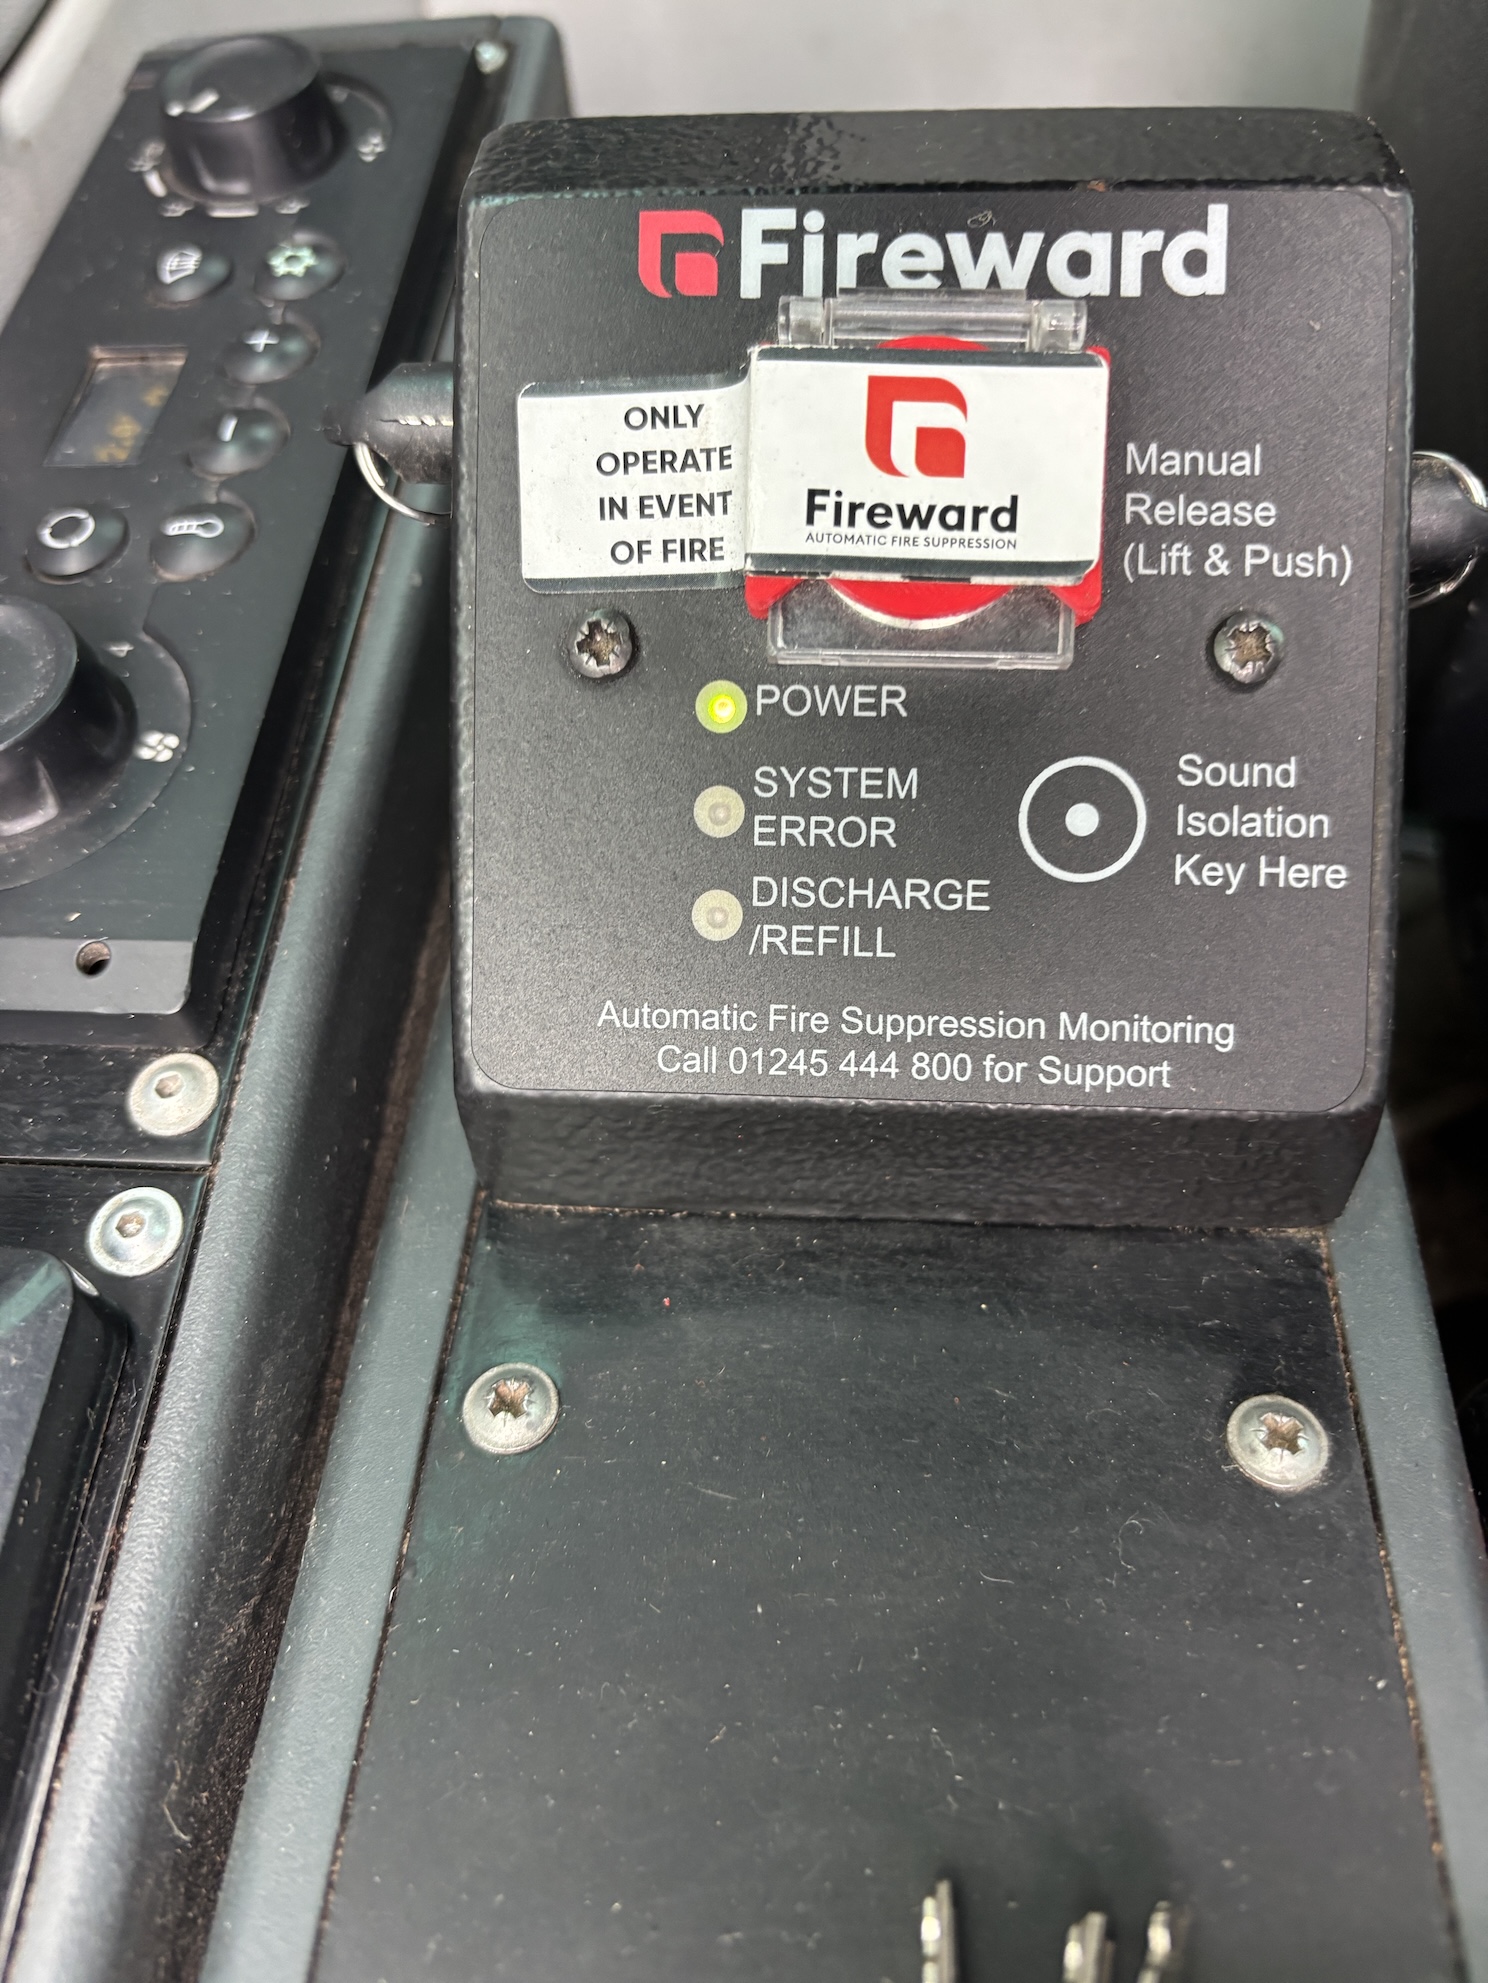 Fireward
ONLY
OPERATE
IN EVENT
OF FIRE
Fireward
AUTOMATIC FIRE SUPPRESSION
Manual
Release
(Lift & Push)
POWER
SYSTEM
ERROR
DISCHARGE
/REFILL
Sound
Isolation
Key Here
Automatic Fire Suppression Monitoring
Call 01245 444 800 for Support